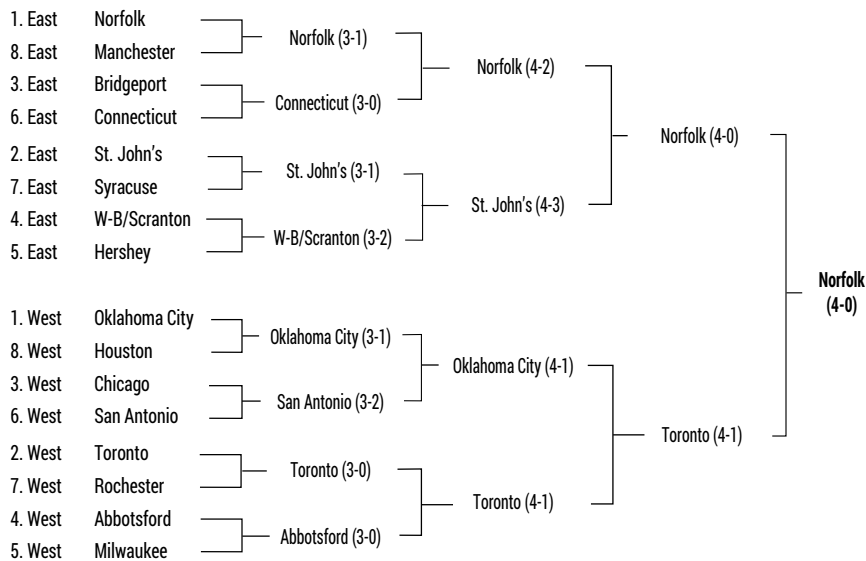 1. East Norfolk
8. East Manchester
Norfolk (3-1)
3. East Bridgeport
6. East Connecticut
Connecticut (3-0)
Norfolk (4-2)
2. East St. John's
7. East Syracuse
St. John's (3-1)
4. East W-B/Scranton
5. East Hershey
W-B/Scranton (3-2)
St. John's (4-3)
Norfolk (4-0)
1. West Oklahoma City
8. West Houston
Oklahoma City (3-1)
3. West Chicago
6. West San Antonio
San Antonio (3-2)
Oklahoma City (4-1)
2. West Toronto
7. West Rochester
Toronto (3-0)
4. West Abbotsford
5. West Milwaukee
Abbotsford (3-0)
Toronto (4-1)
Toronto (4-1)
Norfolk
(4-0)